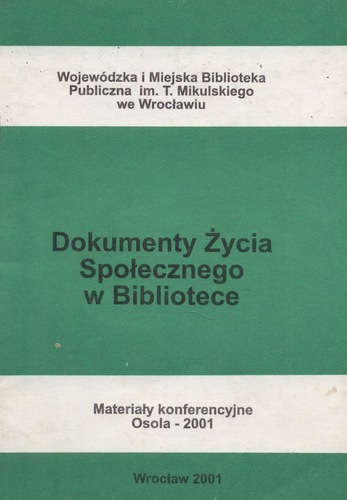 Wojewódzka i Miejska Biblioteka
Publiczna im. T. Mikulskiego
we Wrocławiu
Dokumenty Życia
Społecznego
w Bibliotece
Materiały konferencyjne
Osola - 2001
Wrocław 2001